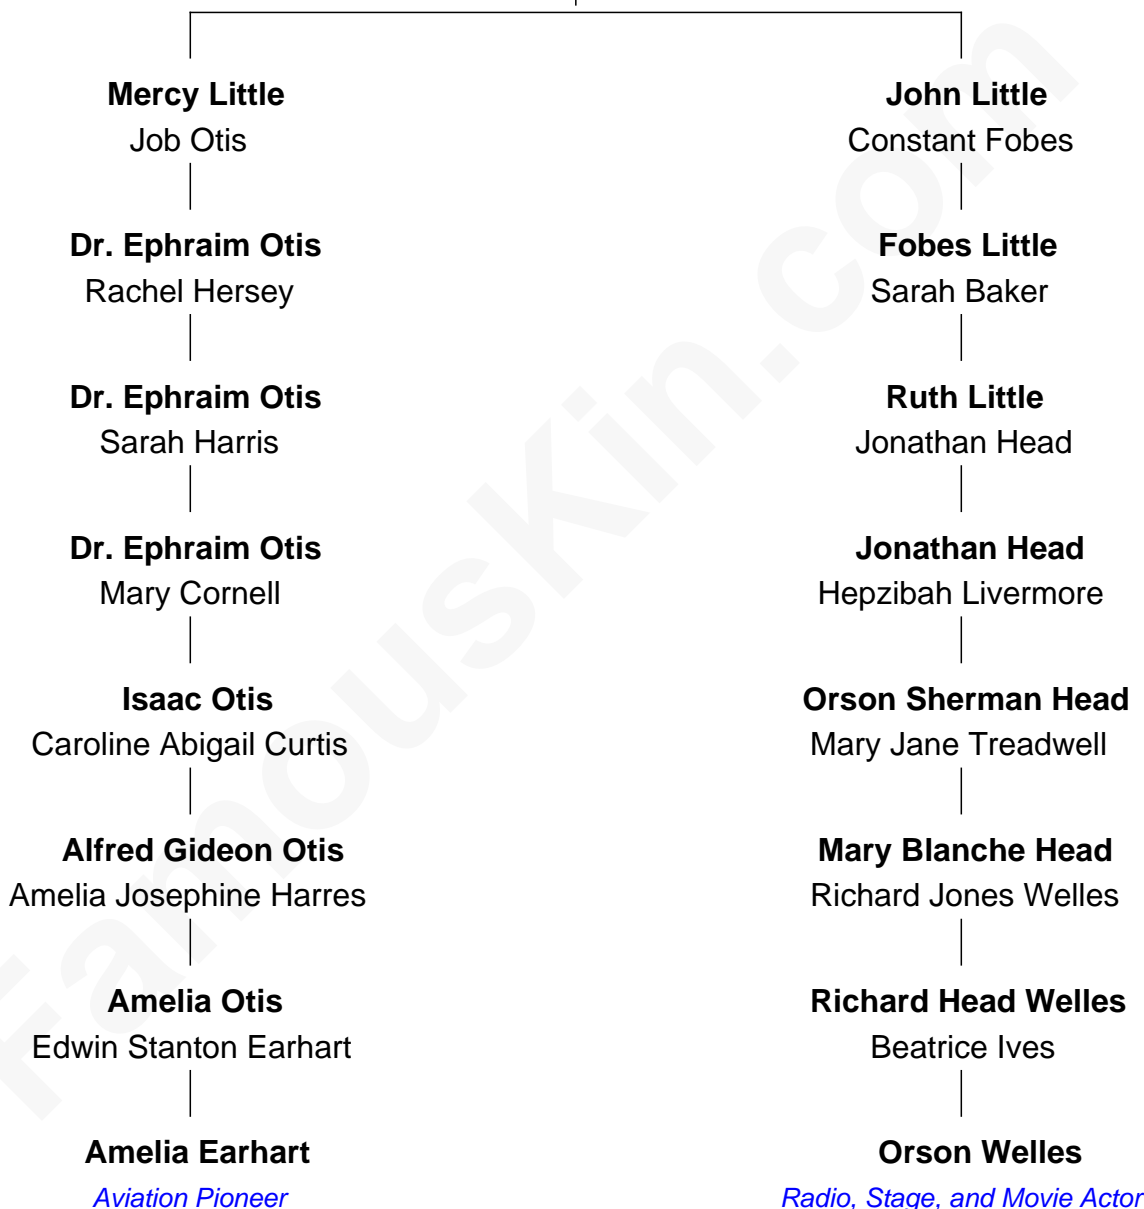 Mercy Little
Job Otis
Dr. Ephraim Otis
Rachel Hersey
Dr. Ephraim Otis
Sarah Harris
Dr. Ephraim Otis
Mary Cornell
Isaac Otis
Caroline Abigail Curtis
Alfred Gideon Otis
Amelia Josephine Harres
Amelia Otis
Edwin Stanton Earhart
Amelia Earhart
Aviation Pioneer
John Little
Constant Fobes
Fobes Little
Sarah Baker
Ruth Little
Jonathan Head
Jonathan Head
Hepzibah Livermore
Orson Sherman Head
Mary Jane Treadwell
Mary Blanche Head
Richard Jones Welles
Richard Head Welles
Beatrice Ives
Orson Welles
Radio, Stage, and Movie Actor
FamousKin.com